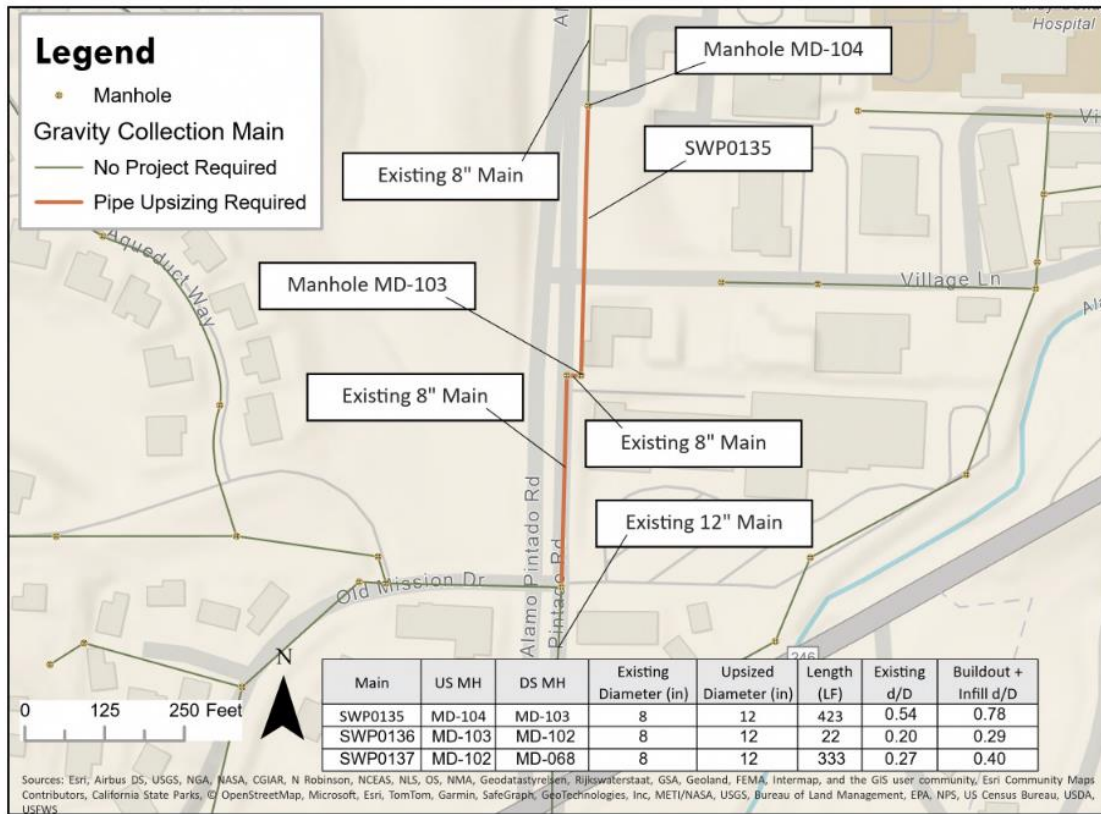 Legend
Manhole
Gravity Collection Main
No Project Required
Pipe Upsizing Required
Hospital
Manhole MD-104
SWP0135
Existing 8" Main
Aqueduct Way
Village Ln
Manhole MD-103
Existing 8" Main
Existing 8" Main
Existing 12" Main
Alamo Pintado Rd
Pintado Rd
Old Mission Dr
246
N
0 125 250 Feet
Main US MH DS MH Existing Diameter (in) Upsized Diameter (in) Length (LF) Existing d/D Buildout + Infill d/D
SWP0135 MD-104 MD-103 8 12 423 0.54 0.78
SWP0136 MD-103 MD-102 8 12 22 0.20 0.29
SWP0137 MD-102 MD-068 8 12 333 0.27 0.40
Sources: Esri, Airbus DS, USGS, NGA, NASA, CGIAR, N Robinson, NCEAS, NLS, OS, NMA, Geodatastyrelsen, Rijkswaterstaat, GSA, Geoland, FEMA, Intermap, and the GIS user community, Esri Community Maps
Contributors, California State Parks, © OpenStreetMap, Microsoft, Esri, TomTom, Garmin, SafeGraph, GeoTechnologies, Inc, METI/NASA, USGS, Bureau of Land Management, EPA, NPS, US Census Bureau, USDA,
USFWS